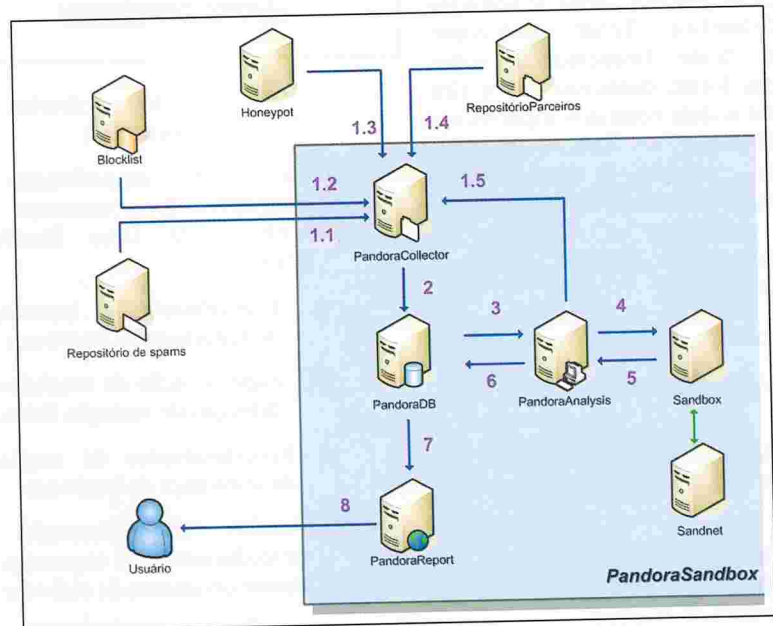 Honeypot
RepositórioParceiros
Blocklist
1.3
1.4
1.2
1.5
1.1
PandoraCollector
Repositório de spams
2
3
4
6
5
PandoraDB
PandoraAnalysis
Sandbox
7
8
Sandnet
Usuário
PandoraReport
PandoraSandbox